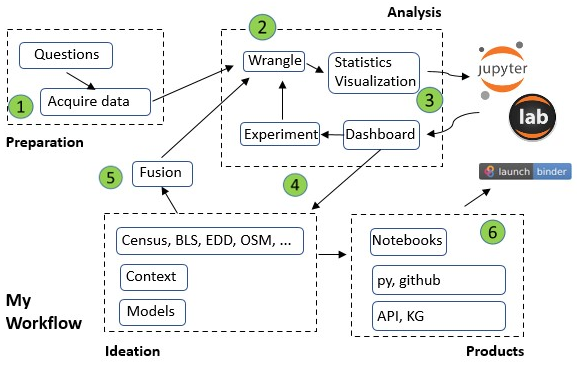 Analysis
2
Questions
Wrangle
Statistics
Visualization
jupyter
1
Acquire data
3
lab
Preparation
Experiment
Dashboard
5
Fusion
4
launch binder
Census, BLS, EDD, OSM, ...
Notebooks
6
Context
py, github
My
Workflow
Models
API, KG
Ideation
Products